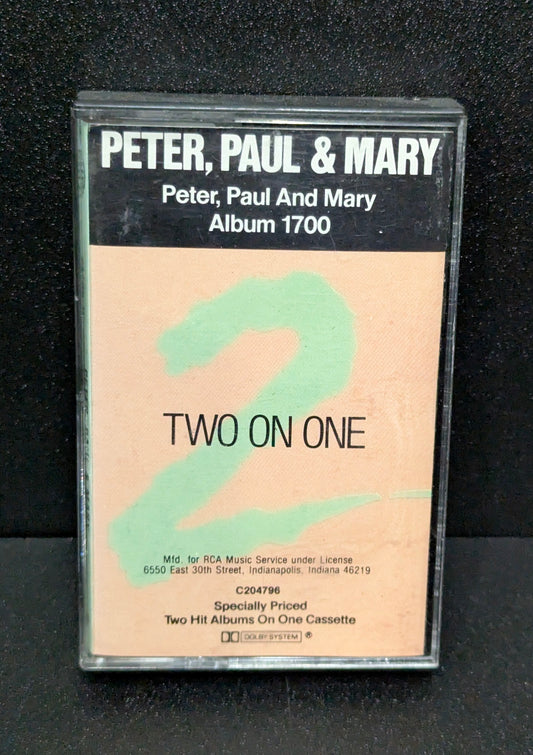 PETER, PAUL & MARY
Peter, Paul And Mary
Album 1700
2
TWO ON ONE
Mfd. for RCA Music Service under License
6550 East 30th Street, Indianapolis, Indiana 46219
C204796
Specially Priced
Two Hit Albums On One Cassette
DOLBY SYSTEM ®